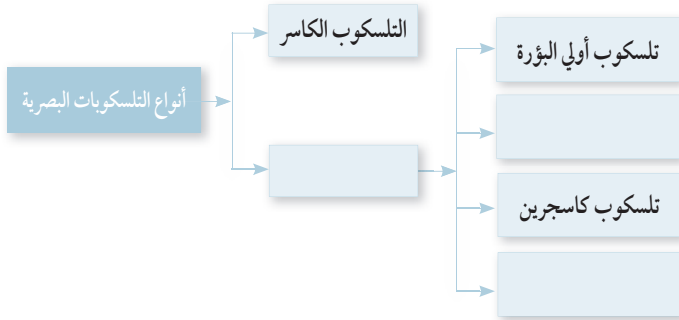 أنواع التلسكوبات البصرية
التلسكوب الكاسر
تلسكوب أولي البؤرة
تلسكوب كاسجرين